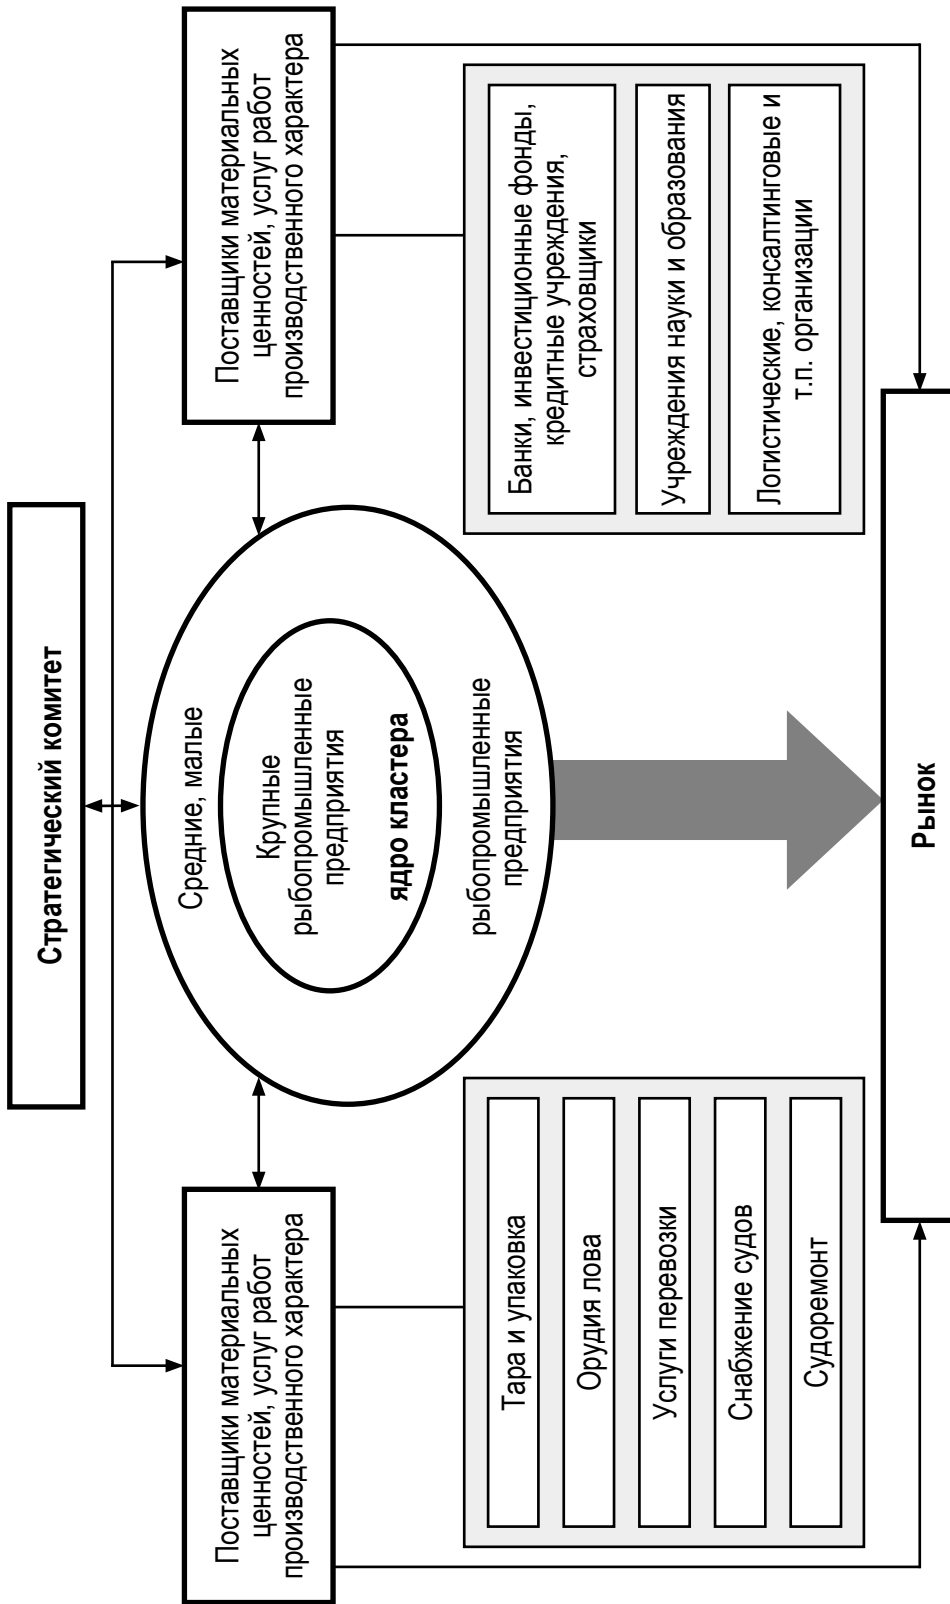 Стратегический комитет
Поставщики материальных
ценностей, услуг работ
производственного характера
Средние, малые
Крупные
рыбопромышленные
предприятия
ядро кластера
рыбопромышленные
предприятия
Поставщики материальных
ценностей, услуг работ
производственного характера
Тара и упаковка
Орудия лова
Услуги перевозки
Снабжение судов
Судоремонт
Банки, инвестиционные фонды,
кредитные учреждения,
страховщики
Учреждения науки и образования
Логистические, консалтинговые и
т.п. организации
Рынок